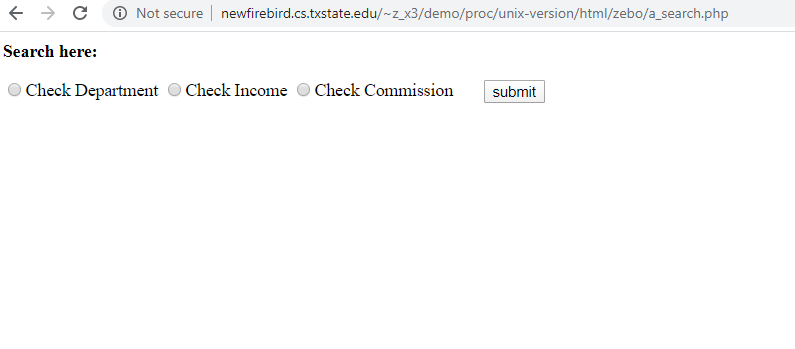 Not secure newfirebird.cs.txstate.edu/~z_x3/demo/proc/unix-version/html/zebo/a_search.php
Search here:
Check Department Check Income Check Commission submit